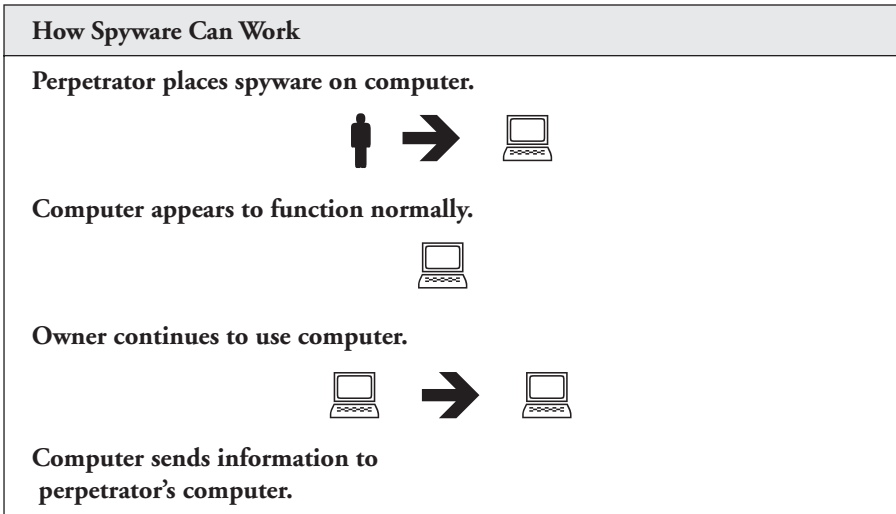 How Spyware Can Work
Perpetrator places spyware on computer.
Computer appears to function normally.
Owner continues to use computer.
Computer sends information to
perpetrator's computer.